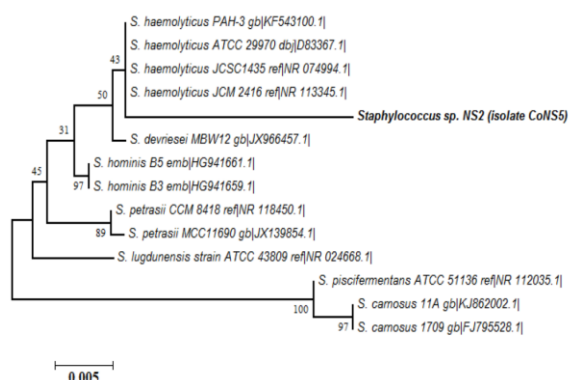 S. haemolyticus PAH-3 gb|KF543100.1|
S. haemolyticus ATCC 29970 dbj|D83367.1|
43
S. haemolyticus JCSC1435 ref|NR 074994.1|
S. haemolyticus JCM 2416 ref|NR 113345.1|
50
Staphylococcus sp. NS2 (isolate CoNS5)
31
S. devriesei MBW12 gb|JX966457.1|
S. hominis B5 emb|HG941661.1|
45
97
S. hominis B3 emb|HG941659.1|
S. petrasii CCM 8418 ref|NR 118450.1|
89
S. petrasii MCC11690 gb|JX139854.1|
S. lugdunensis strain ATCC 43809 ref|NR 024668.1|
S. piscifermentans ATCC 51136 ref|NR 112035.1|
100
S. carnosus 11A gb|KJ862002.1|
97
S. carnosus 1709 gb|FJ795528.1|
0.005